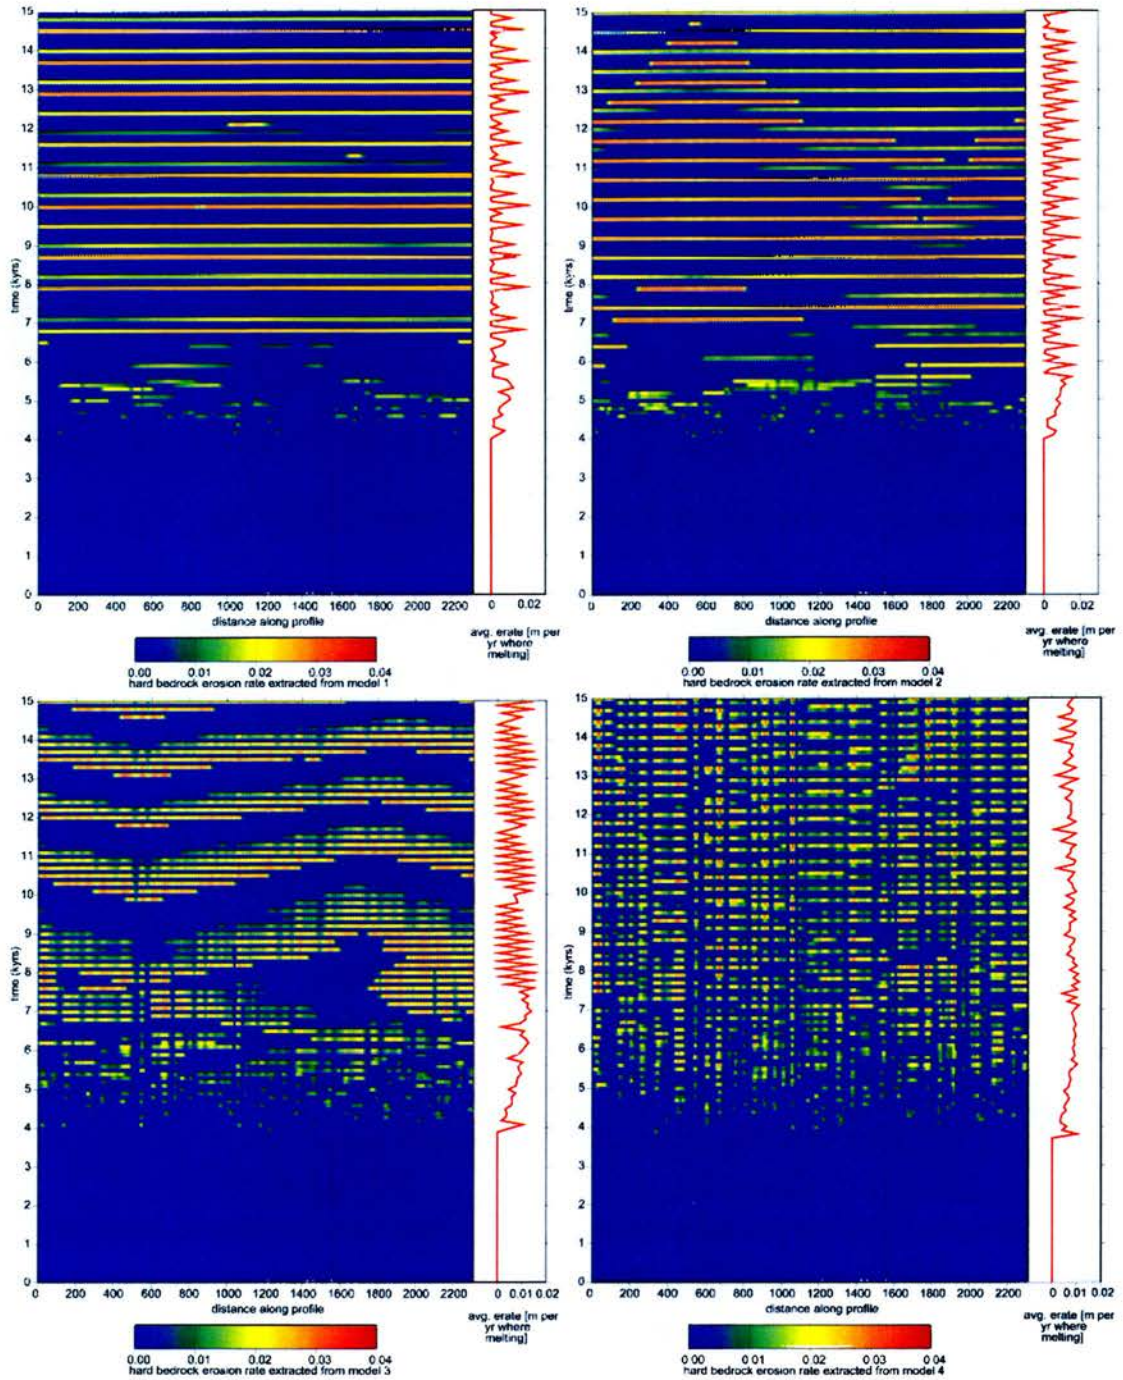 15
14
13
12
11
10
9
8
7
6
5
4
3
2
1
0
time (kyrs)
0 200 400 600 800 1000 1200 1400 1600 1800 2000 2200
distance along profile
0 0.02
avg. erate [m per
yr where
melting]
0.00 0.01 0.02 0.03 0.04
hard bedrock erosion rate extracted from model 1
15
14
13
12
11
10
9
8
7
6
5
4
3
2
1
0
time (kyrs)
0 200 400 600 800 1000 1200 1400 1600 1800 2000 2200
distance along profile
0 0.02
avg. erate [m per
yr where
melting]
0.00 0.01 0.02 0.03 0.04
hard bedrock erosion rate extracted from model 2
15
14
13
12
11
10
9
8
7
6
5
4
3
2
1
0
time (kyrs)
0 200 400 600 800 1000 1200 1400 1600 1800 2000 2200
distance along profile
0 0.01 0.02
avg. erate [m per
yr where
melting]
0.00 0.01 0.02 0.03 0.04
hard bedrock erosion rate extracted from model 3
15
14
13
12
11
10
9
8
7
6
5
4
3
2
1
0
time (kyrs)
0 200 400 600 800 1000 1200 1400 1600 1800 2000 2200
distance along profile
0 0.01 0.02
avg. erate [m per
yr where
melting]
0.00 0.01 0.02 0.03 0.04
hard bedrock erosion rate extracted from model 4